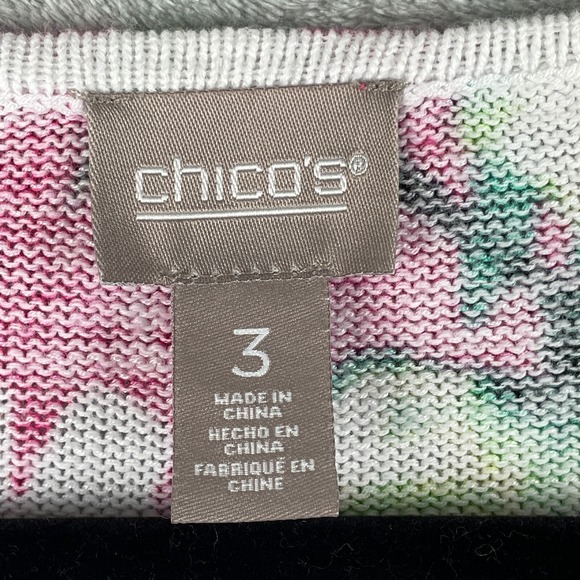 chico's®
3
MADE IN
CHINA
HECHO EN
CHINA
FABRIQUÉ EN
CHINE